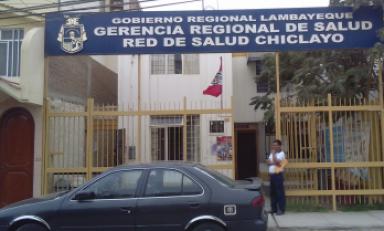 GOBIERNO REGIONAL LAMBAYEQUE
GERENCIA REGIONAL DE SALUD
RED DE SALUD CHICLAYO